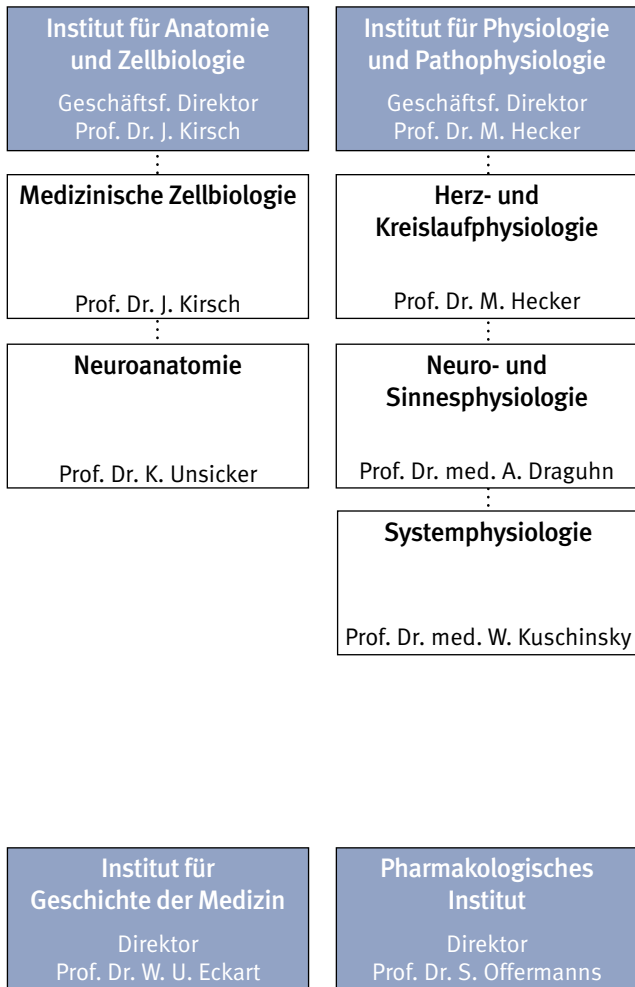 Institut für Anatomie
und Zellbiologie
Geschäftsf. Direktor
Prof. Dr. J. Kirsch
Medizinische Zellbiologie
Prof. Dr. J. Kirsch
Neuroanatomie
Prof. Dr. K. Unsicker
Institut für Physiologie
und Pathophysiologie
Geschäftsf. Direktor
Prof. Dr. M. Hecker
Herz- und
Kreislaufphysiologie
Prof. Dr. M. Hecker
Neuro- und
Sinnesphysiologie
Prof. Dr. med. A. Draguhn
Systemphysiologie
Prof. Dr. med. W. Kuschinsky
Institut für
Geschichte der Medizin
Direktor
Prof. Dr. W. U. Eckart
Pharmakologisches
Institut
Direktor
Prof. Dr. S. Offermanns